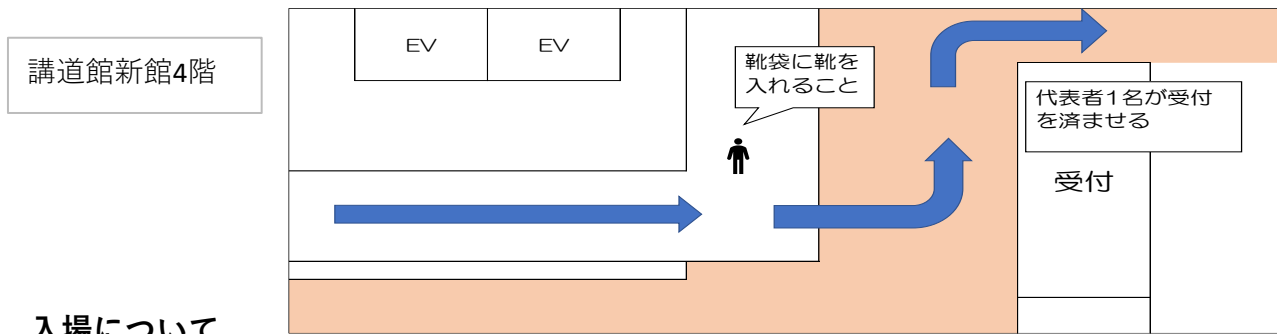 講道館新館4階
EV
EV
靴袋に靴を
入れること
代表者1名が受付
を済ませる
受付
入場について